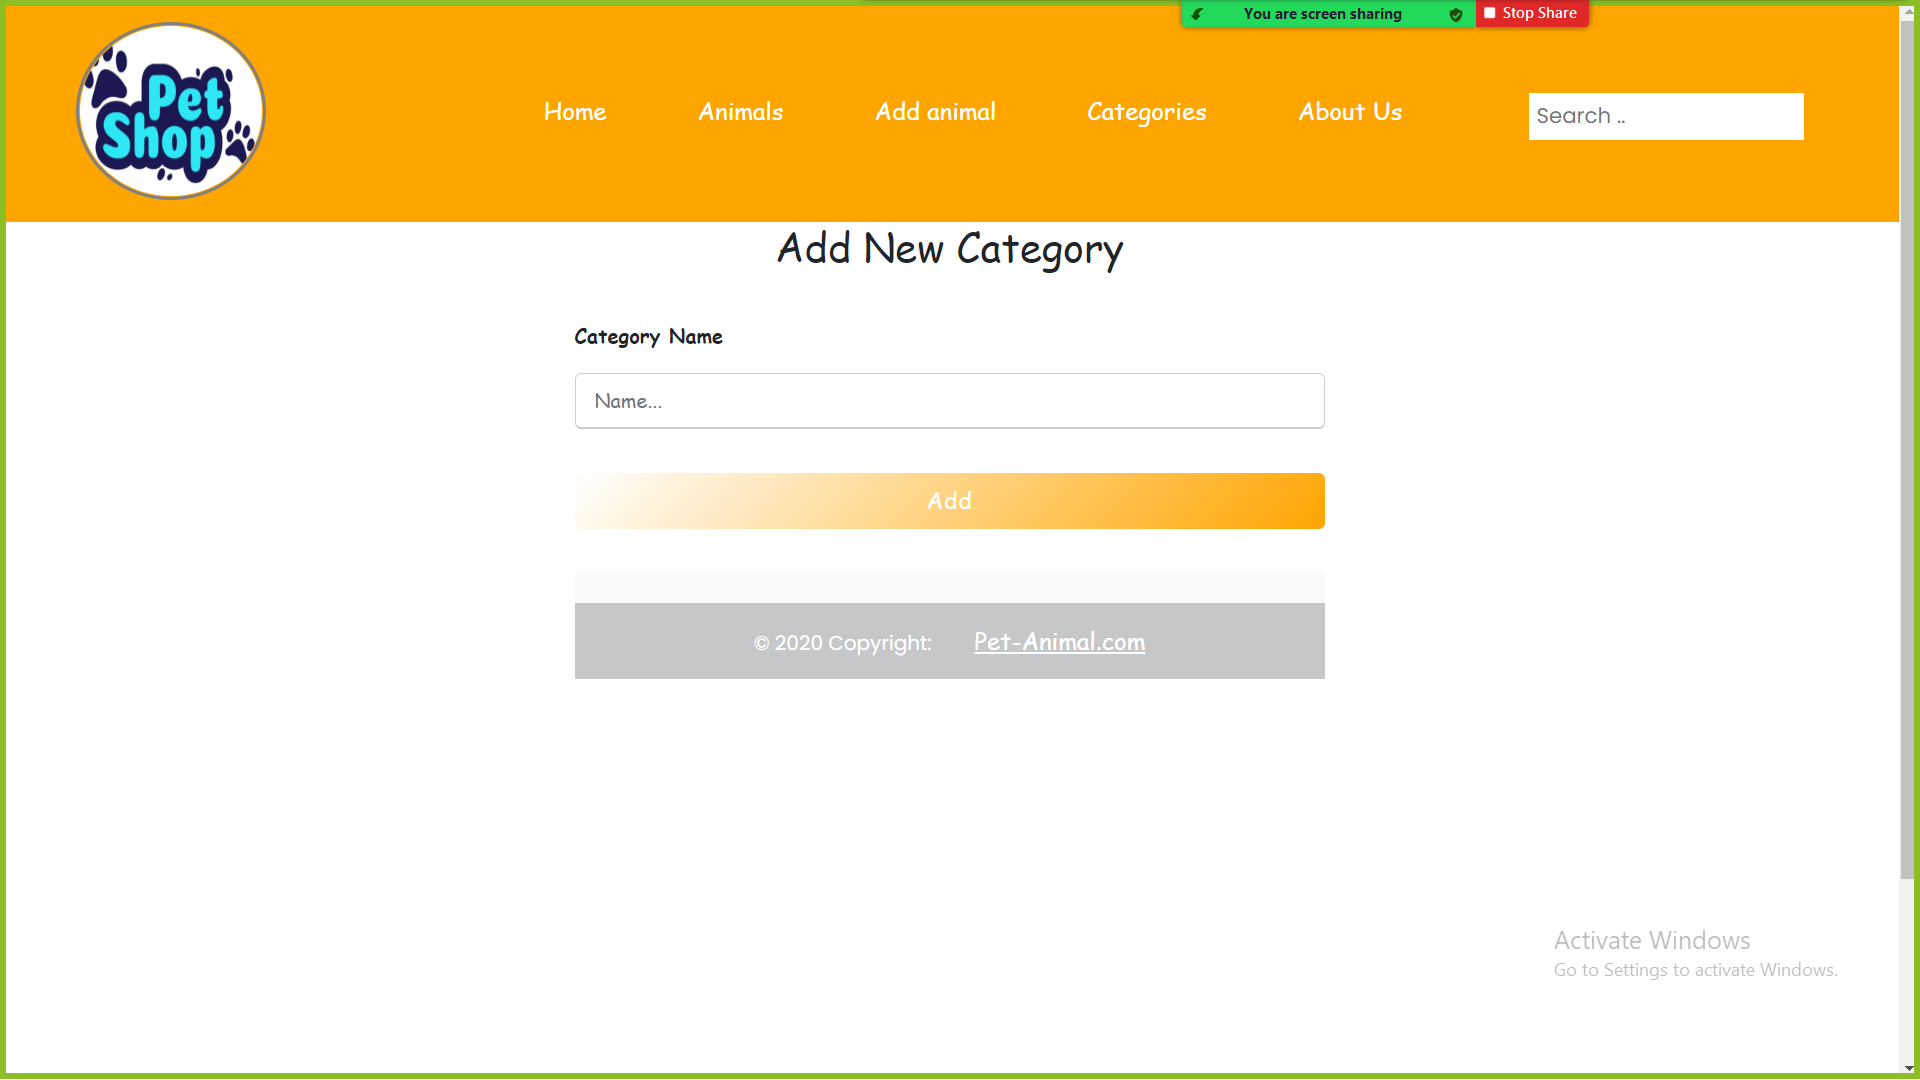 You are screen sharing
Stop Share
Pet
Shop
Home Animals Add animal Categories About Us
Search ..
Add New Category
Category Name
Name...
Add
© 2020 Copyright: Pet-Animal.com
Activate Windows
Go to Settings to activate Windows.